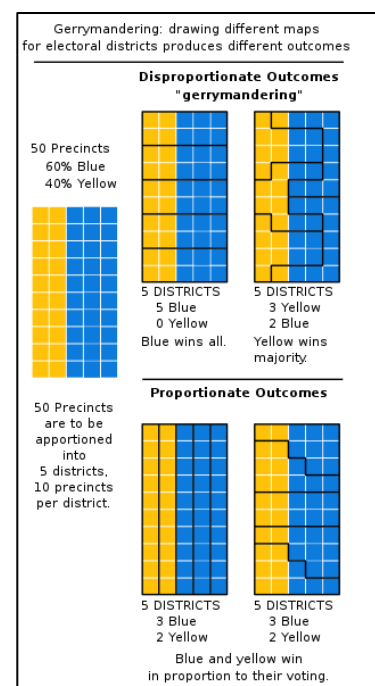 Gerrymandering: drawing different maps
for electoral districts produces different outcomes
50 Precincts
60% Blue
40% Yellow
50 Precincts
are to be
apportioned
into
5 districts,
10 precincts
per district.
Disproportionate Outcomes
"gerrymandering"
5 DISTRICTS
5 Blue
0 Yellow
Blue wins all.
5 DISTRICTS
3 Yellow
2 Blue
Yellow wins
majority.
Proportionate Outcomes
5 DISTRICTS
3 Blue
2 Yellow
5 DISTRICTS
3 Blue
2 Yellow
Blue and yellow win
in proportion to their voting.